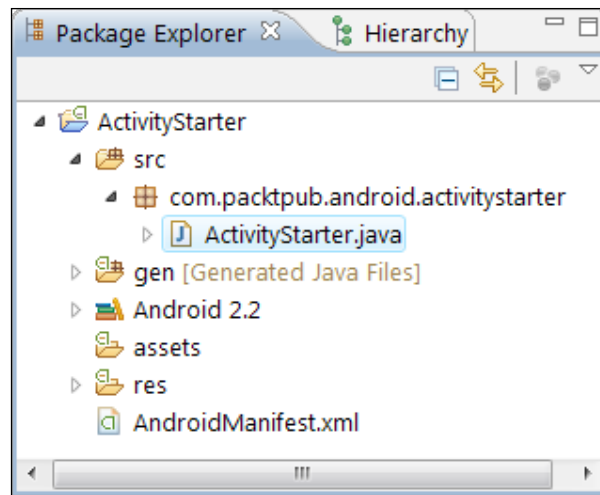 Package Explorer Hierarchy
ActivityStarter
src
com.packtpub.android.activitystarter
J ActivityStarter.java
gen [Generated Java Files]
Android 2.2
assets
res
AndroidManifest.xml